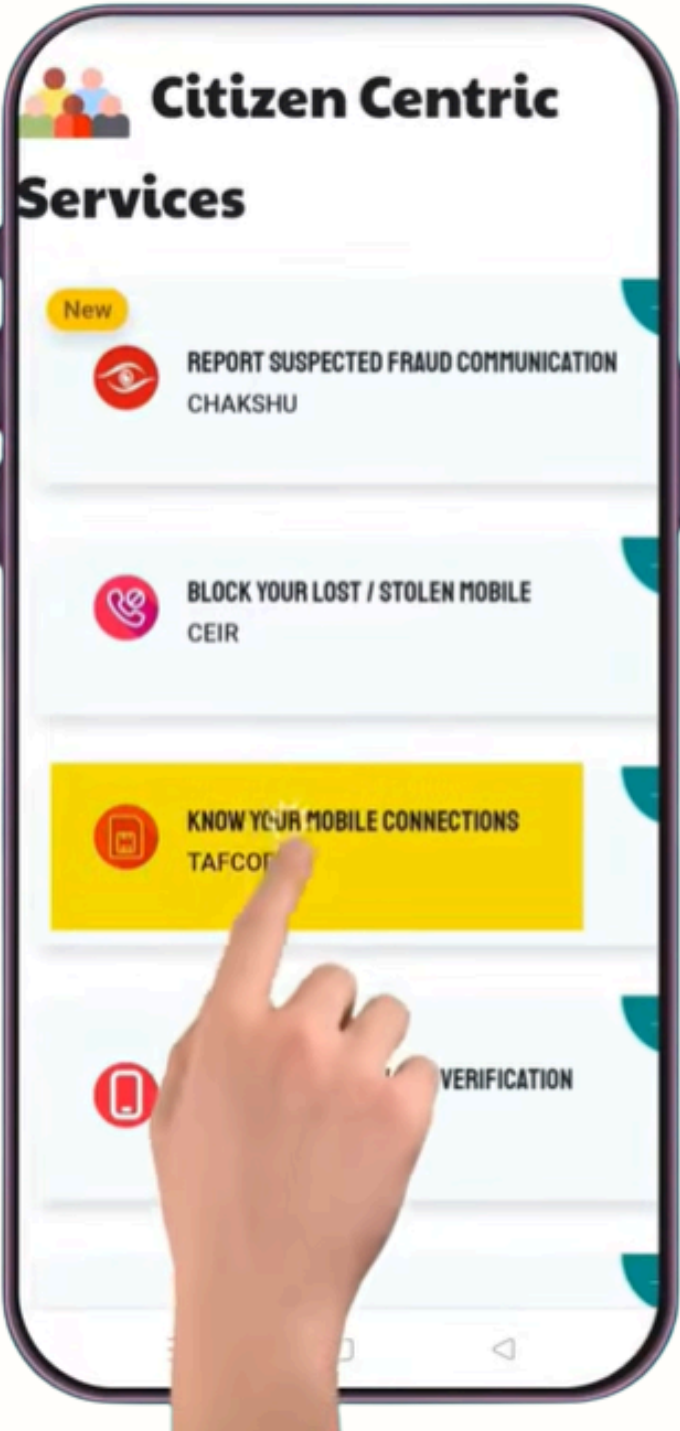 Citizen Centric
Services
New
REPORT SUSPECTED FRAUD COMMUNICATION
CHAKSHU
BLOCK YOUR LOST / STOLEN MOBILE
CEIR
KNOW YOUR MOBILE CONNECTIONS
VERIFICATION